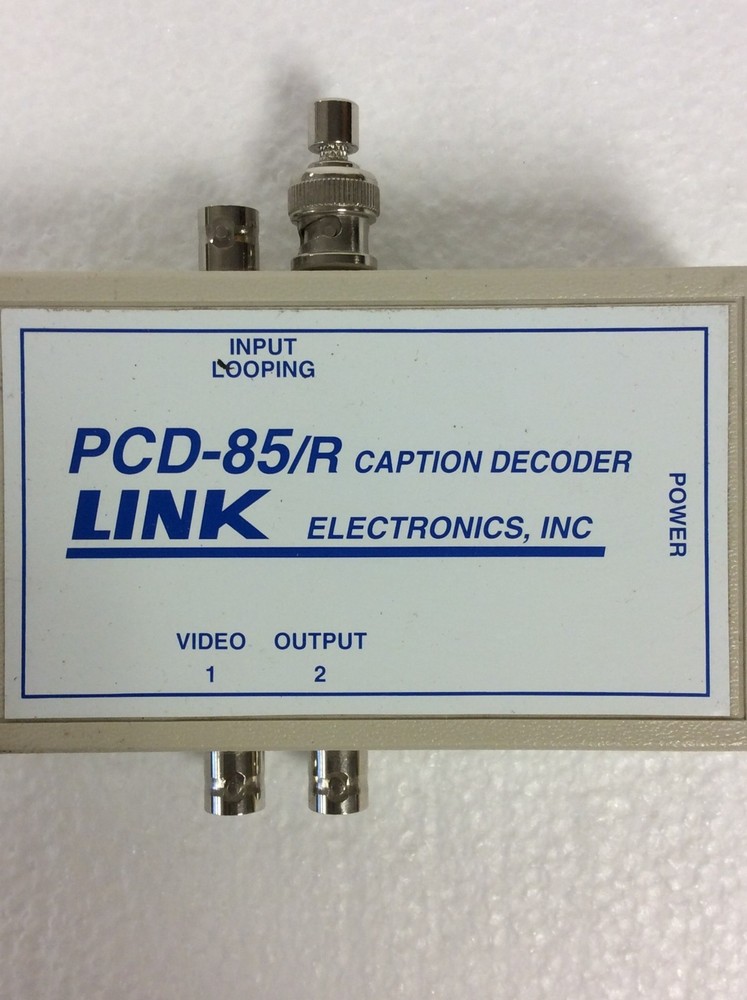 INPUT
LOOPING
PCD-85/R CAPTION DECODER
LINK ELECTRONICS, INC
POWER
VIDEO OUTPUT
1 2